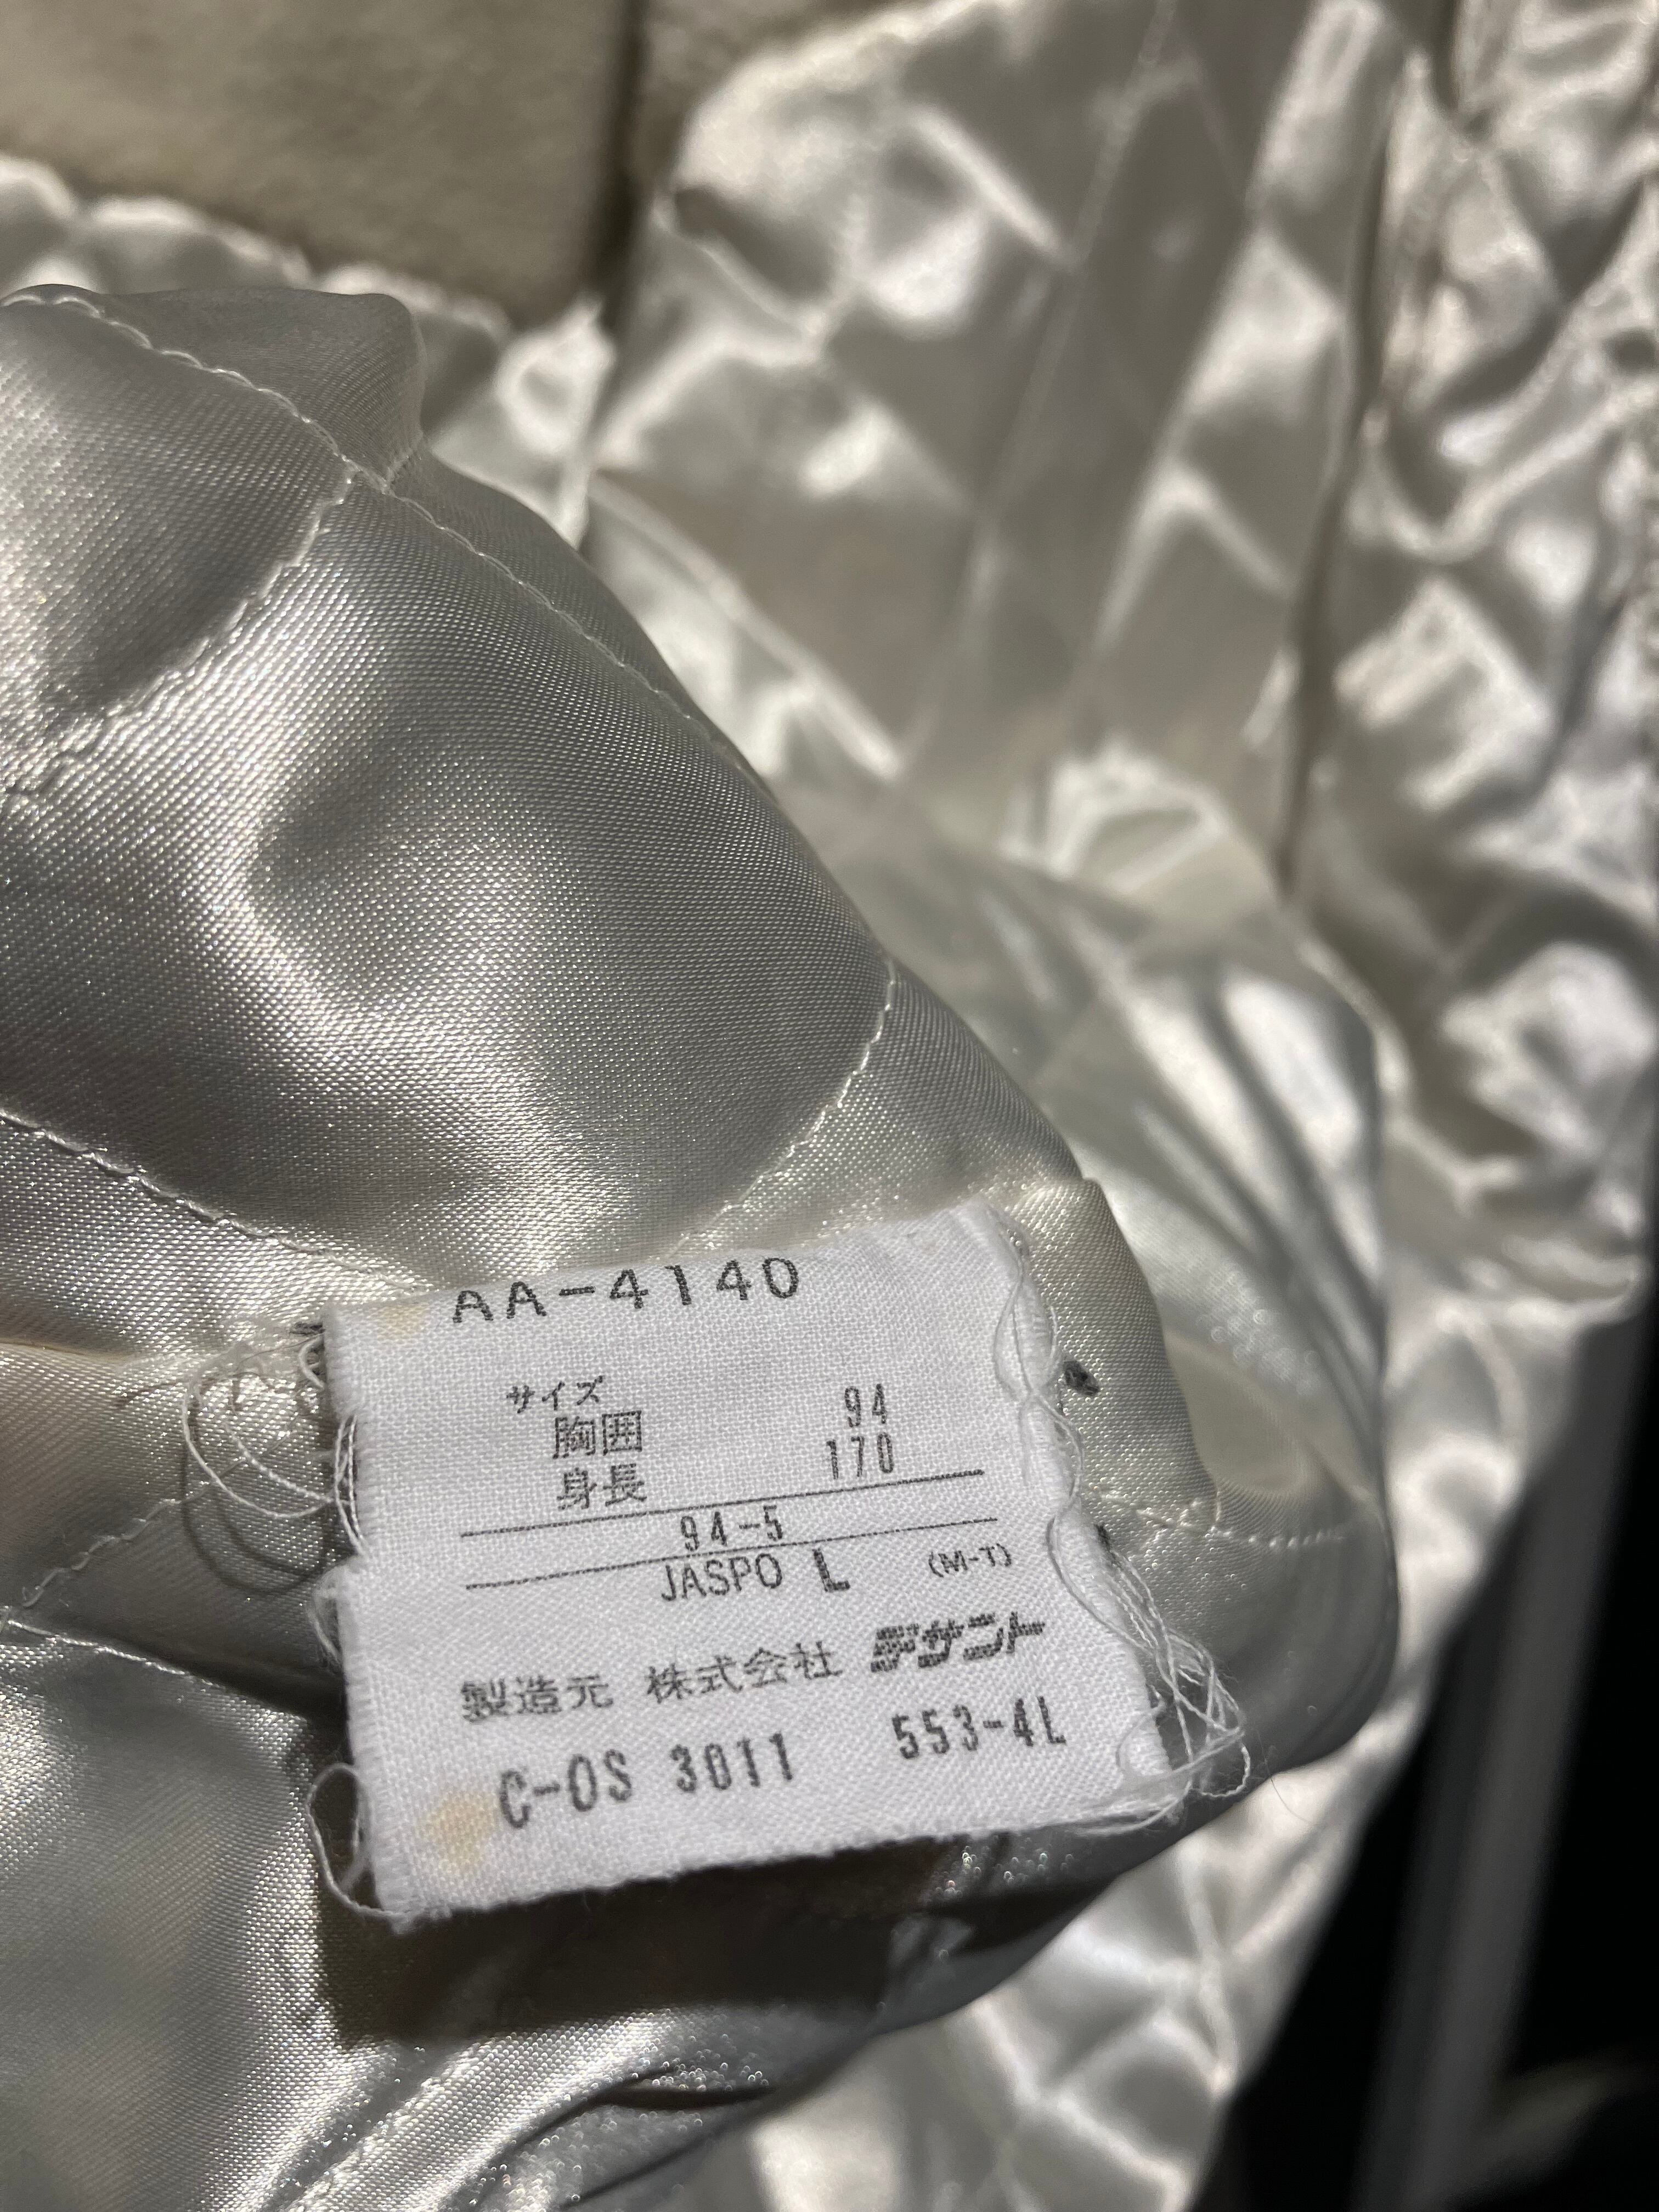 AA-4140
サイズ
胸囲 94
身長 170
94-5
JASPO L (M-T)
製造元 株式会社 デサント
C-OS 3011 553-4L